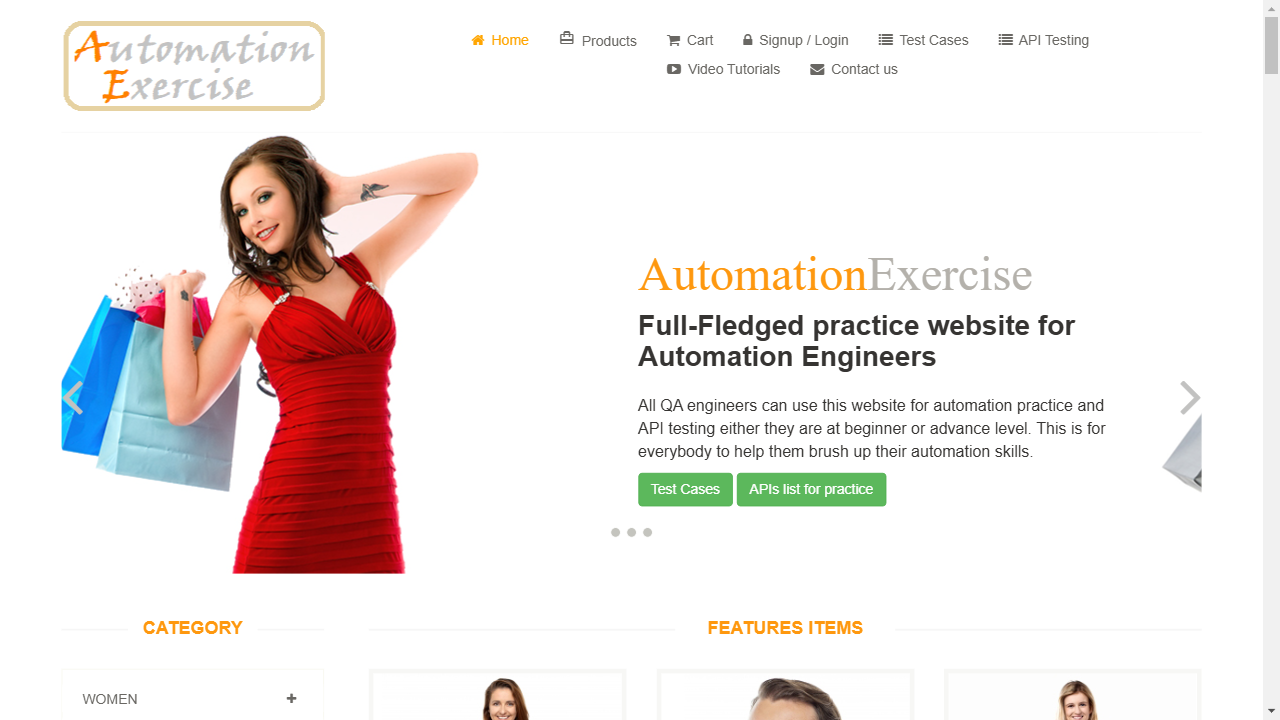 Automation
Exercise
Home Products Cart Signup / Login Test Cases API Testing
Video Tutorials Contact us
AutomationExercise
Full-Fledged practice website for
Automation Engineers
All QA engineers can use this website for automation practice and
API testing either they are at beginner or advance level. This is for
everybody to help them brush up their automation skills.
Test Cases APIs list for practice
CATEGORY
FEATURES ITEMS
WOMEN